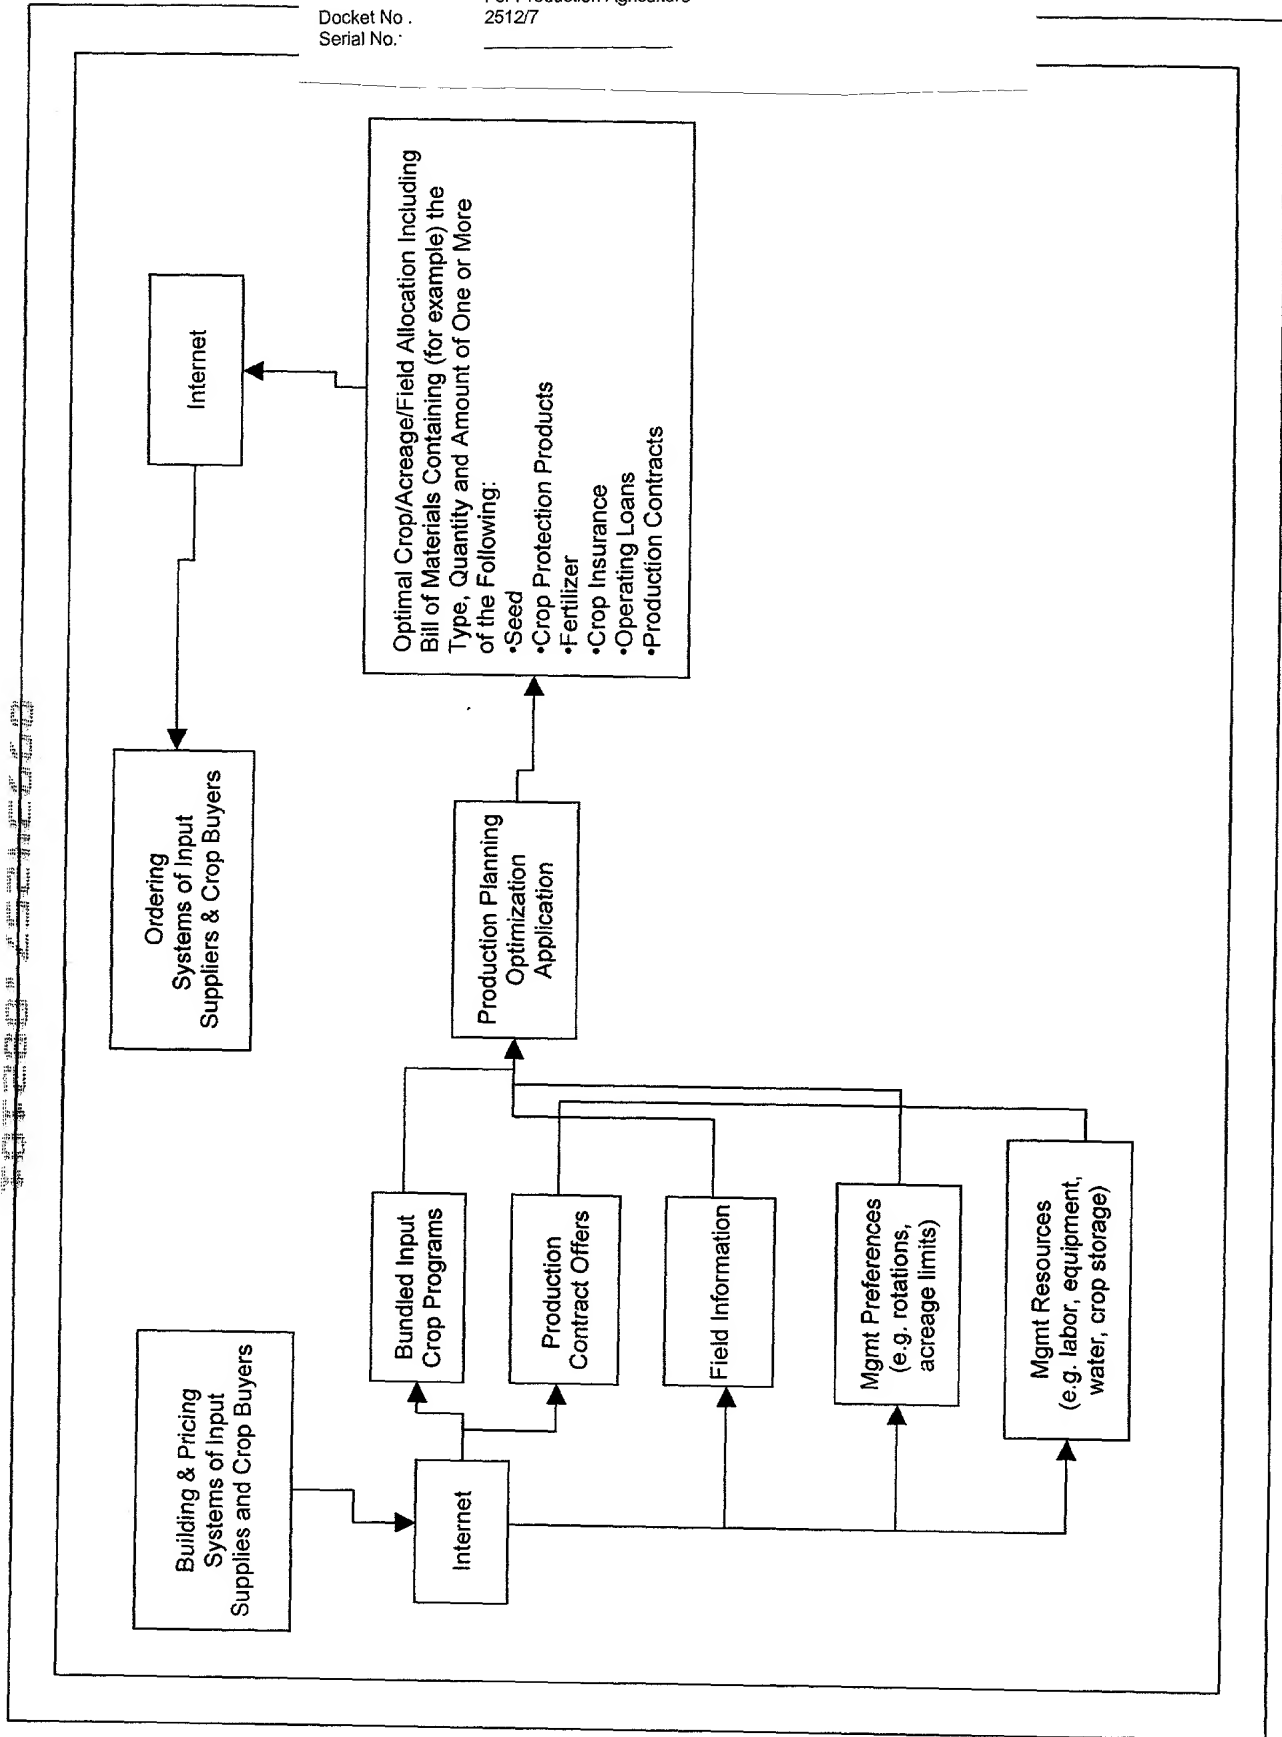 For Production Agriculture
Docket No .
2512/7
Serial No.
Building & Pricing
Systems of Input
Supplies and Crop Buyers
Internet
Bundled Input
Crop Programs
Production
Contract Offers
Field Information
Mgmt Preferences
(e.g. rotations,
acreage limits)
Mgmt Resources
(e.g. labor, equipment,
water, crop storage)
Production Planning
Optimization
Application
Optimal Crop/Acreage/Field Allocation Including
Bill of Materials Containing (for example) the
Type, Quantity and Amount of One or More
of the Following:
•Seed
•Crop Protection Products
•Fertilizer
•Crop Insurance
•Operating Loans
•Production Contracts
Internet
Ordering
Systems of Input
Suppliers & Crop Buyers